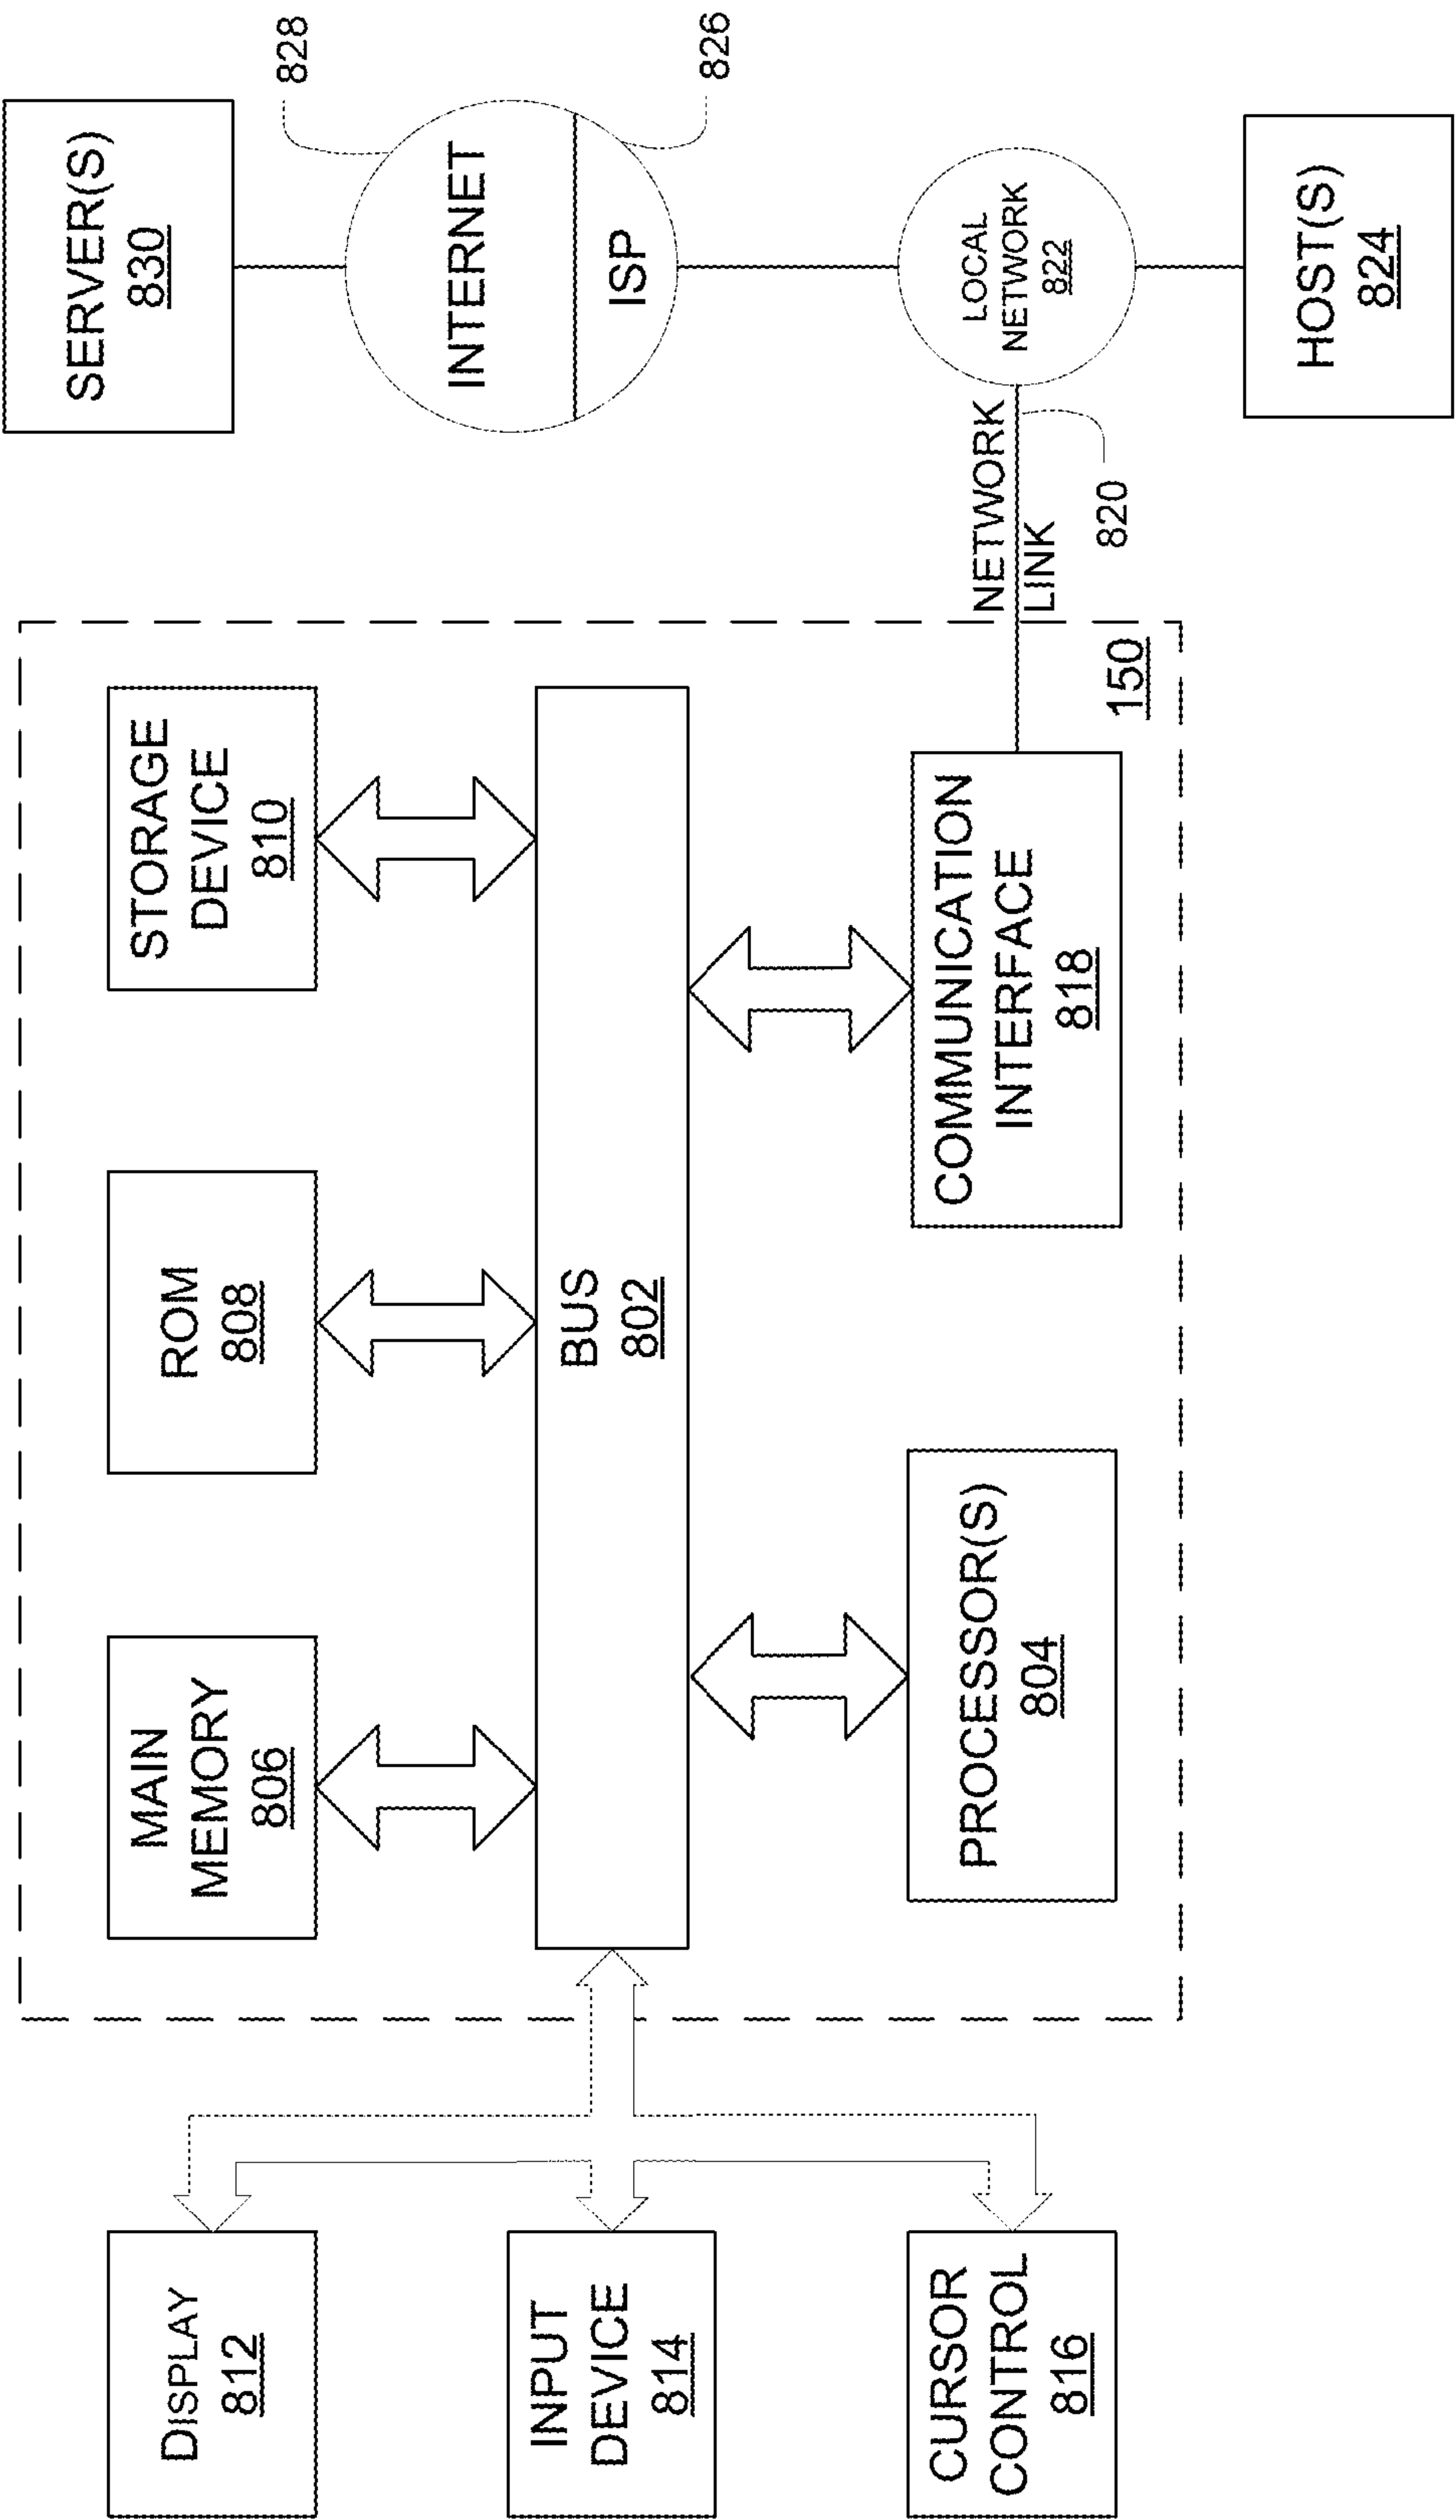 DISPLAY
812
INPUT
DEVICE
814
CURSOR
CONTROL
816
MAIN
MEMORY
806
ROM
808
STORAGE
DEVICE
810
BUS
802
PROCESSOR(S)
804
COMMUNICATION
INTERFACE
818
150
NETWORK
LINK
820
SERVER(S)
830
828
INTERNET
ISP
826
LOCAL
NETWORK
822
HOST(S)
824